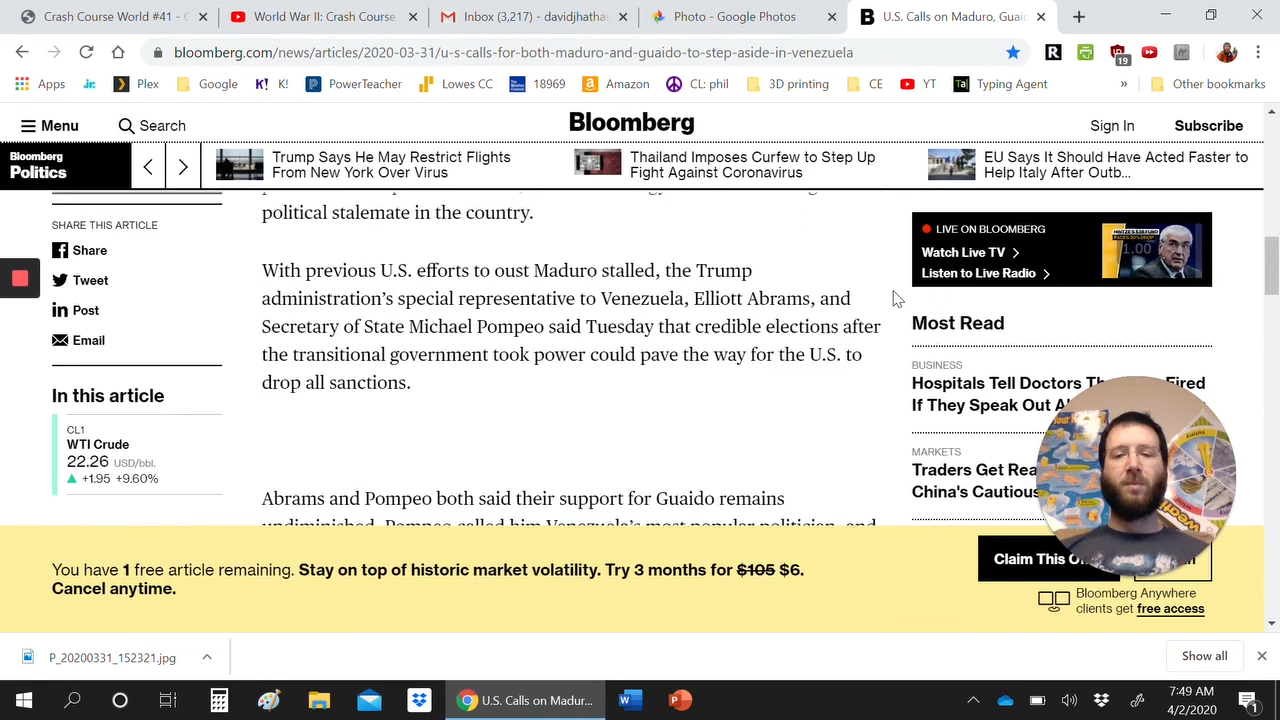 Crash Course World #41 -
World War II: Crash Course
Inbox (3,217) - davidjhatha
Photo - Google Photos
U.S. Calls on Maduro, Guaid
bloomberg.com/news/articles/2020-03-31/u-s-calls-for-both-maduro-and-guaido-to-step-aside-in-venezuela
19
Apps
Jr.
Plex
Google
K!
PowerTeacher
Lowes CC
18969
Amazon
CL: phil
3D printing
CE
YT
Typing Agent
»
Other bookmarks
Menu
Search
Bloomberg
Sign In
Subscribe
Bloomberg
Politics
Trump Says He May Restrict Flights
From New York Over Virus
Thailand Imposes Curfew to Step Up
Fight Against Coronavirus
EU Says It Should Have Acted Faster to
Help Italy After Outb...
SHARE THIS ARTICLE
Share
Tweet
Post
Email
In this article
CL1
WTI Crude
22.26 USD/bbl.
▲ +1.95 +9.60%
political stalemate in the country.
With previous U.S. efforts to oust Maduro stalled, the Trump
administration's special representative to Venezuela, Elliott Abrams, and
Secretary of State Michael Pompeo said Tuesday that credible elections after
the transitional government took power could pave the way for the U.S. to
drop all sanctions.
Abrams and Pompeo both said their support for Guaido remains
undiminished. Pompeo called him Venezuela's most popular politician, and
LIVE ON BLOOMBERG
Watch Live TV
Listen to Live Radio
Most Read
BUSINESS
Hospitals Tell Doctors
If They Speak Out
MARKETS
Traders Get
China's Cautious
You have 1 free article remaining. Stay on top of historic market volatility. Try 3 months for $105 $6.
Cancel anytime.
Claim This
Bloomberg Anywhere
clients get free access
P_20200331_152321.jpg
Show all
U.S. Calls on Madur...
7:49 AM
4/2/2020
1